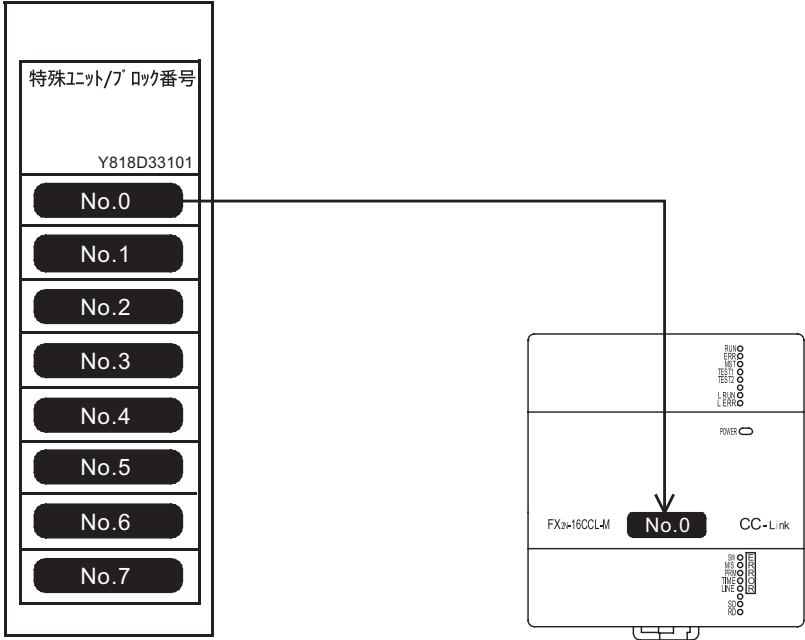 特殊ﾕﾆｯﾄ/ﾌﾞﾛｯｸ番号
Y818D33101
No.0
No.1
No.2
No.3
No.4
No.5
No.6
No.7
RUN
ERR.
MST
TEST1
TEST2
L RUN
L ERR.
POWER
FX2N-16CCL-M
No.0
CC-Link
SW
M/S
PRM
TIME
LINE
ERROR
SD
RD